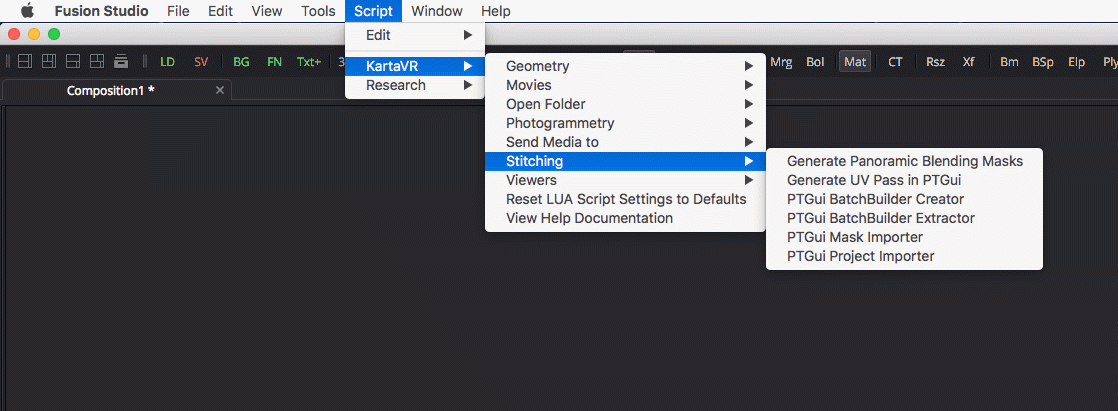 Fusion Studio File Edit View Tools Script Window Help
Edit
LD SV BG FN Txt+ 3 Mrg Bol Mat CT Rsz Xf Bm BSp Elp Ply
KartaVR
Research
Composition1 *
Geometry
Movies
Open Folder
Photogrammetry
Send Media to
Stitching
Viewers
Reset LUA Script Settings to Defaults
View Help Documentation
Generate Panoramic Blending Masks
Generate UV Pass in PTGui
PTGui BatchBuilder Creator
PTGui BatchBuilder Extractor
PTGui Mask Importer
PTGui Project Importer